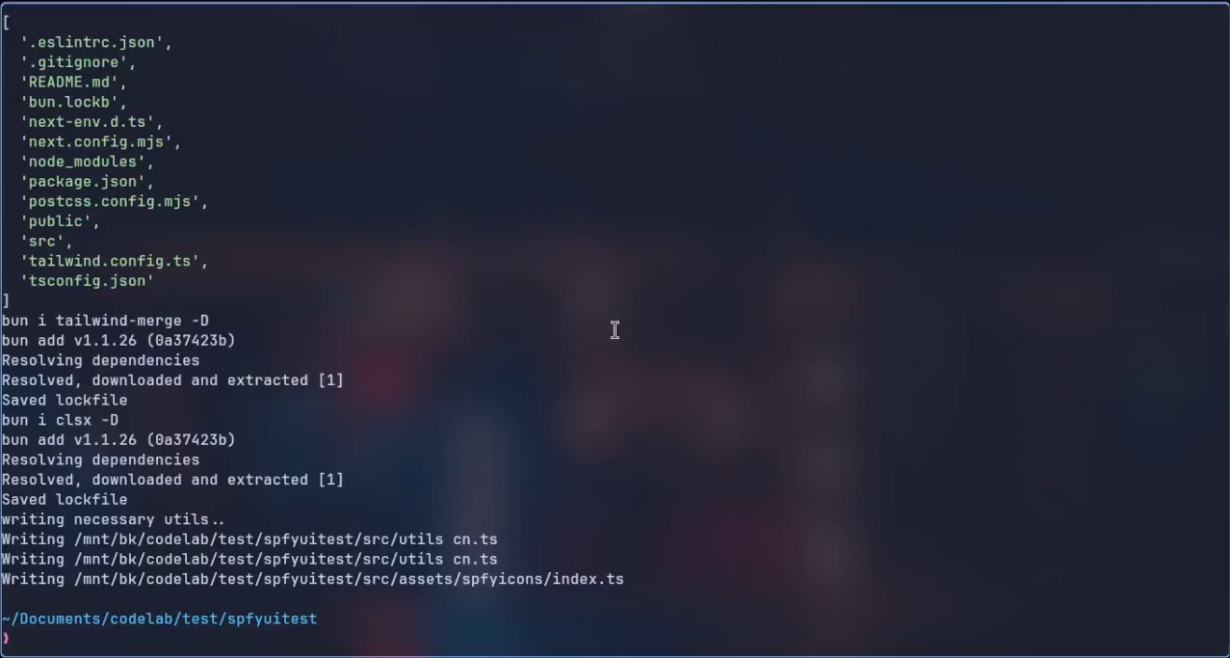 [
  '.eslintrc.json',
  '.gitignore',
  'README.md',
  'bun.lockb',
  'next-env.d.ts',
  'next.config.mjs',
  'node_modules',
  'package.json',
  'postcss.config.mjs',
  'public',
  'src',
  'tailwind.config.ts',
  'tsconfig.json'
]
bun i tailwind-merge -D
bun add v1.1.26 (0a37423b)
Resolving dependencies
Resolved, downloaded and extracted [1]
Saved lockfile
bun i clsx -D
bun add v1.1.26 (0a37423b)
Resolving dependencies
Resolved, downloaded and extracted [1]
Saved lockfile
writing necessary utils..
Writing /mnt/bk/codelab/test/spfyuitest/src/utils cn.ts
Writing /mnt/bk/codelab/test/spfyuitest/src/utils cn.ts
Writing /mnt/bk/codelab/test/spfyuitest/src/assets/spfyicons/index.ts
~/Documents/codelab/test/spfyuitest
❯